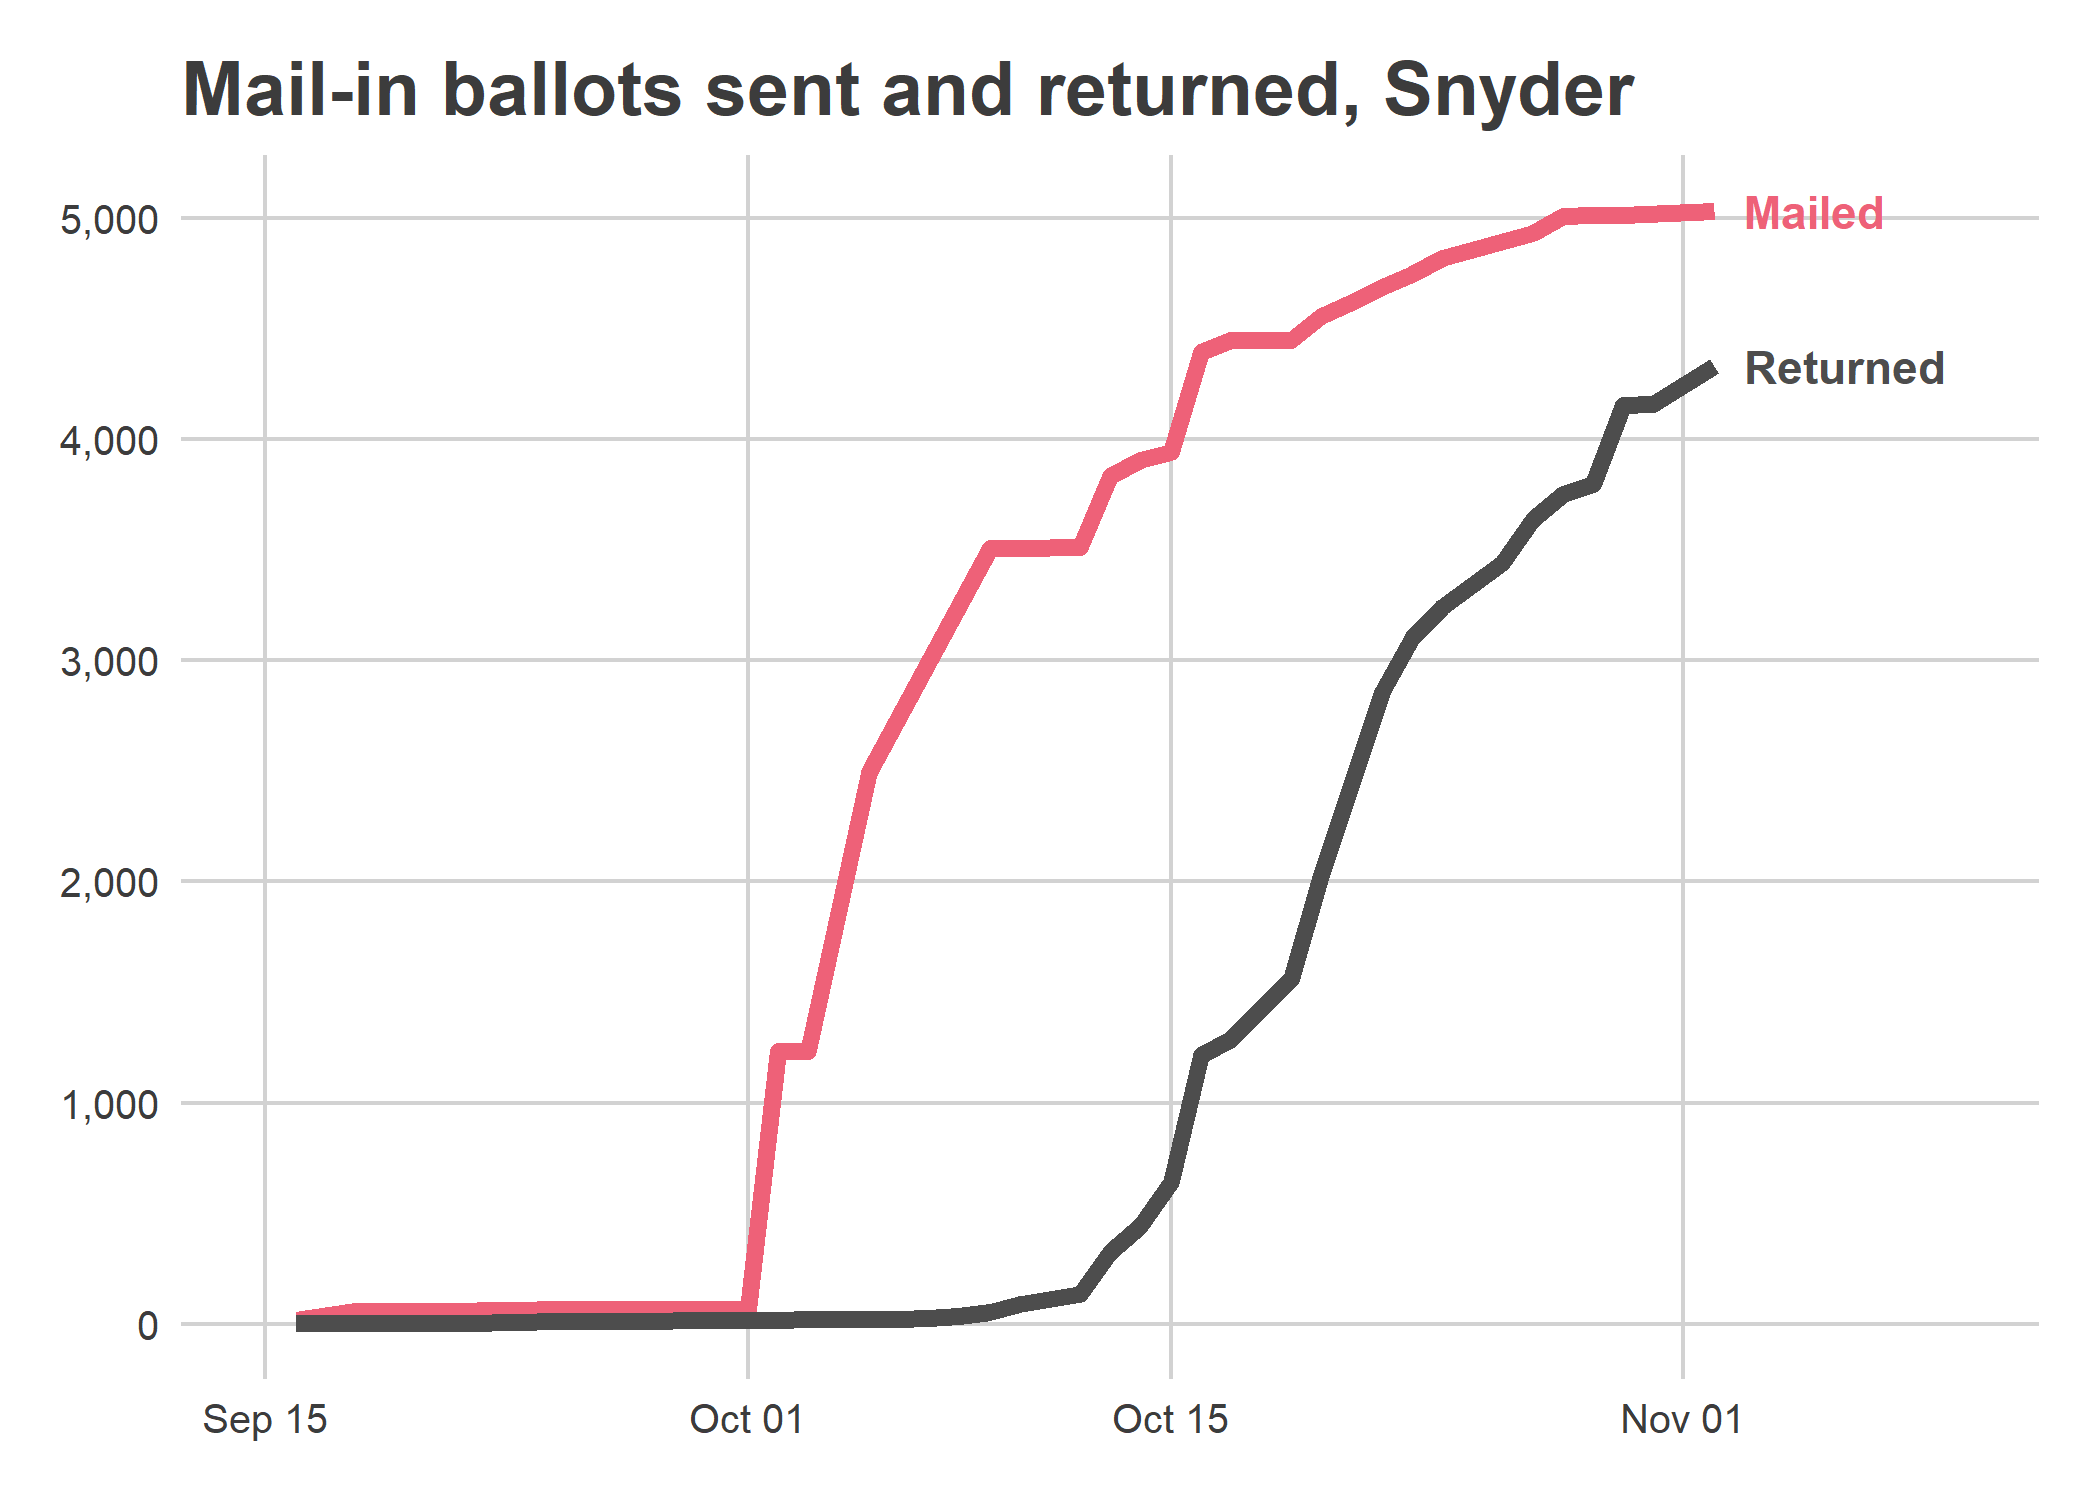 Mail-in ballots sent and returned, Snyder
5,000
Mailed
Returned
4,000
3,000
2,000
1,000
0
Sep 15
Oct 01
Oct 15
Nov 01